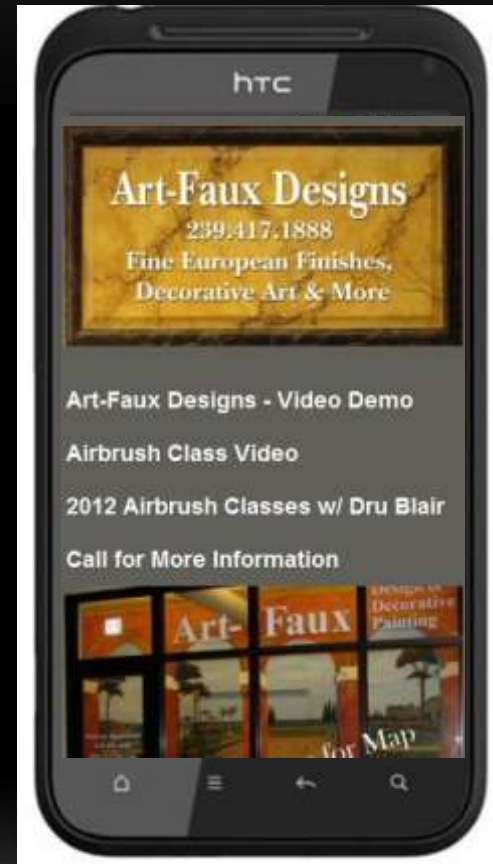 hTC
Art-Faux Designs
239.417.1888
Fine European Finishes,
Decorative Art & More
Art-Faux Designs - Video Demo
Airbrush Class Video
2012 Airbrush Classes w/ Dru Blair
Call for More Information
Art- Faux
Design &
Decorative
Painting
for Map